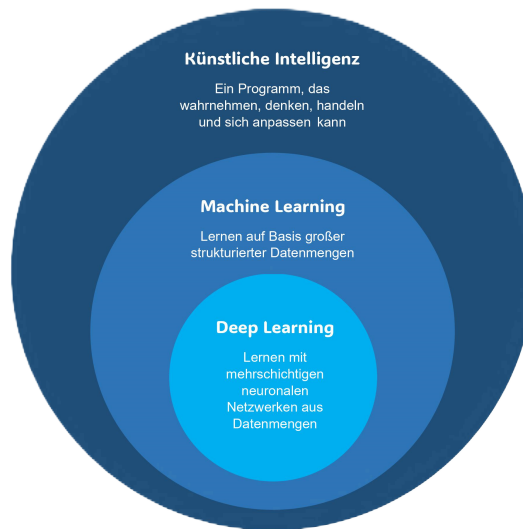 Künstliche Intelligenz
Ein Programm, das
wahrnehmen, denken, handeln
und sich anpassen kann
Machine Learning
Lernen auf Basis großer
strukturierter Datenmengen
Deep Learning
Lernen mit
mehrschichtigen
neuronalen
Netzwerken aus
Datenmengen